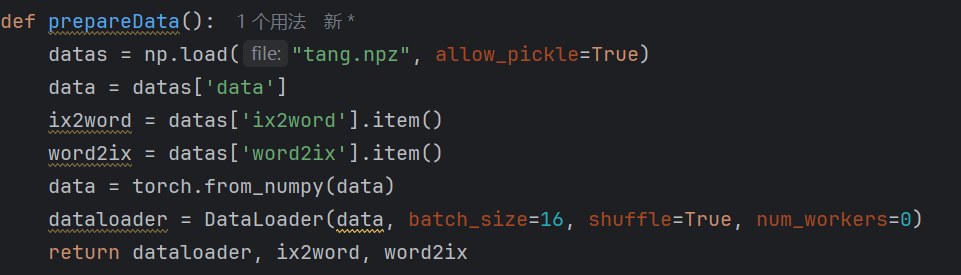 def prepareData(): 1 个用法 新 *
    datas = np.load(file: "tang.npz", allow_pickle=True)
    data = datas['data']
    ix2word = datas['ix2word'].item()
    word2ix = datas['word2ix'].item()
    data = torch.from_numpy(data)
    dataloader = DataLoader(data, batch_size=16, shuffle=True, num_workers=0)
    return dataloader, ix2word, word2ix